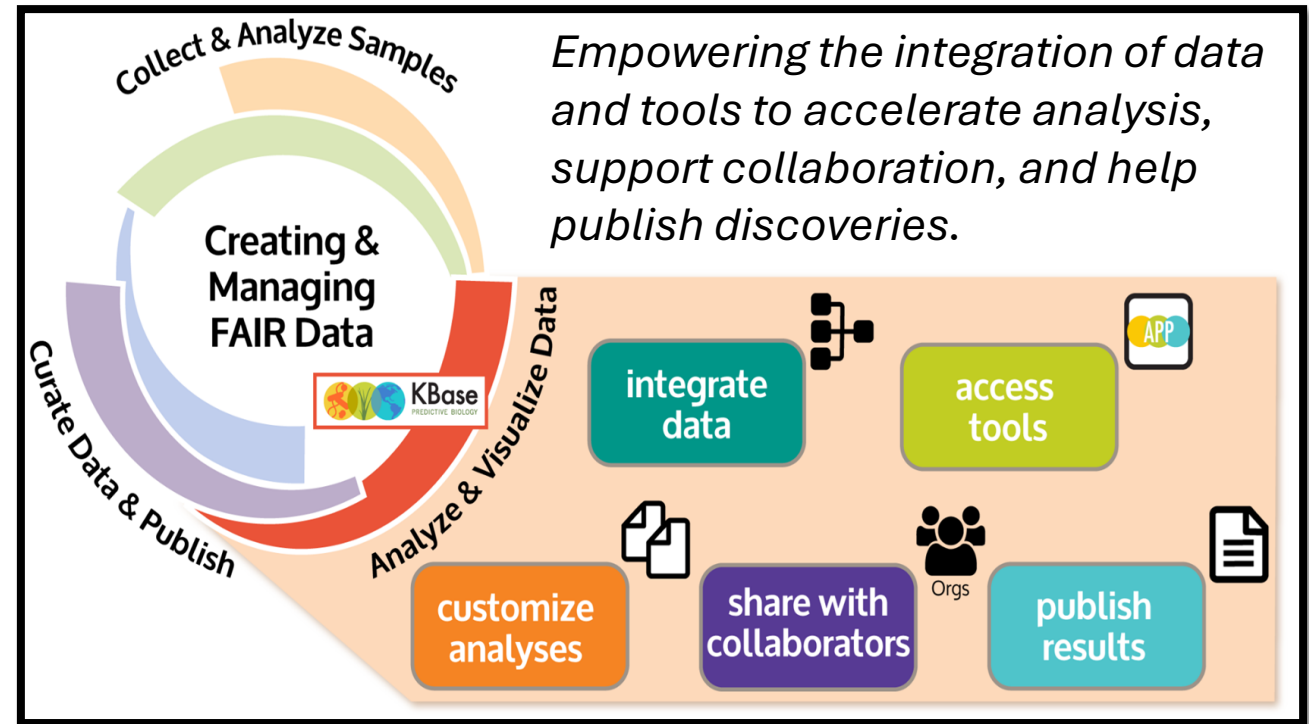 Collect & Analyze Samples
Empowering the integration of data
and tools to accelerate analysis,
support collaboration, and help
publish discoveries.
Creating &
Managing
FAIR Data
KBase
PREDICTIVE BIOLOGY
Curate Data & Publish
Analyze & Visualize Data
integrate
data
APP
access
tools
customize
analyses
share with
collaborators
Orgs
publish
results